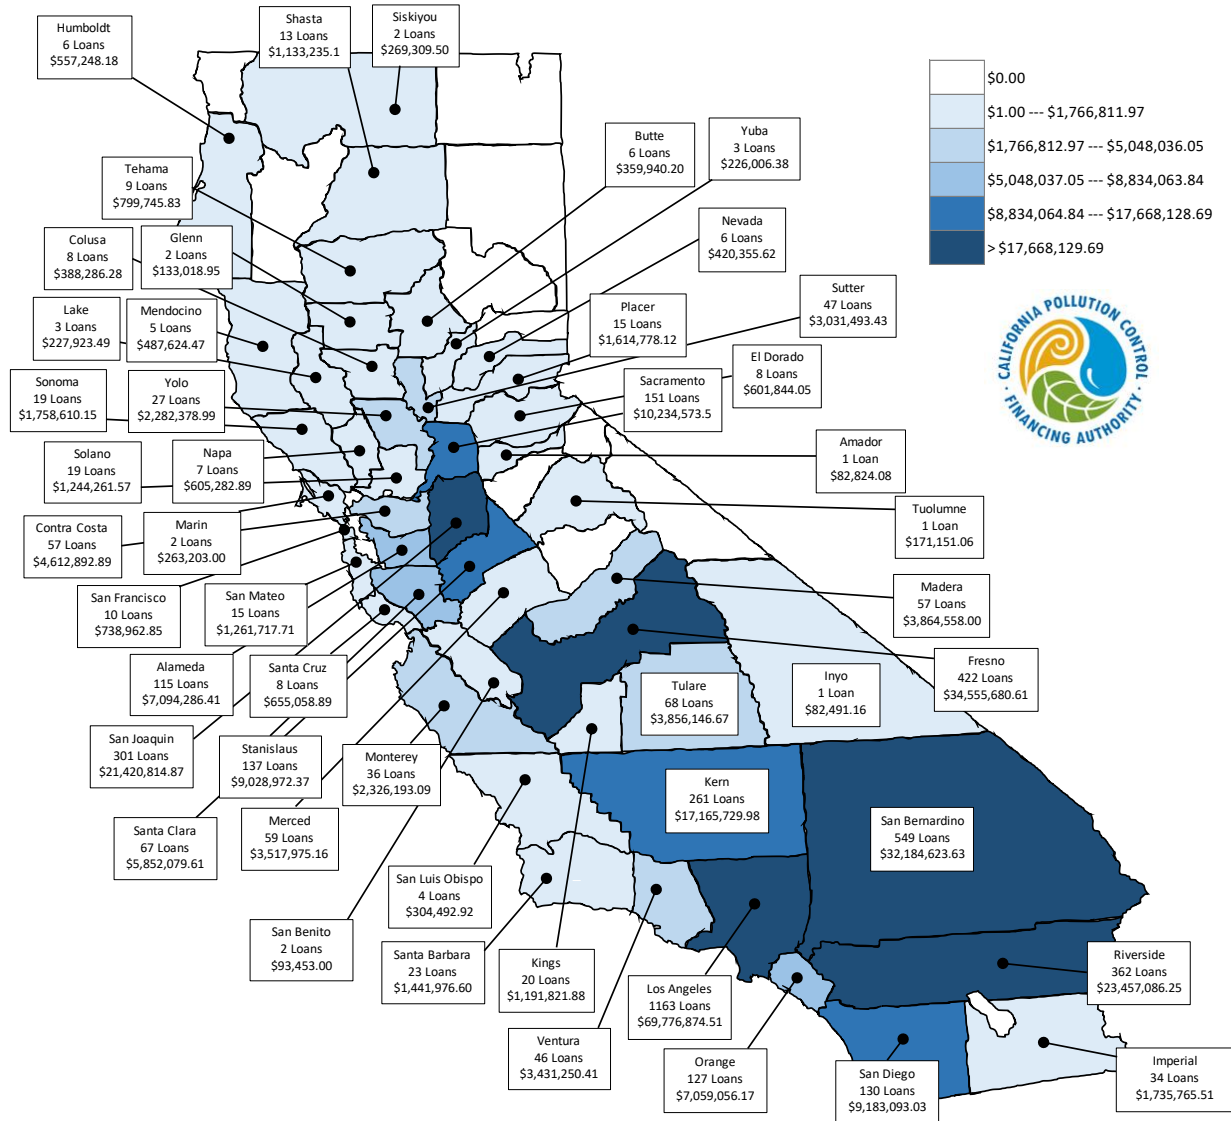 Humboldt
6 Loans
$557,248.18
Shasta
13 Loans
$1,133,235.1
Siskiyou
2 Loans
$269,309.50
$0.00
$1.00 --- $1,766,811.97
$1,766,812.97 --- $5,048,036.05
$5,048,037.05 --- $8,834,063.84
$8,834,064.84 --- $17,668,128.69
> $17,668,129.69
Butte
6 Loans
$359,940.20
Yuba
3 Loans
$226,006.38
Tehama
9 Loans
$799,745.83
Nevada
6 Loans
$420,355.62
Colusa
8 Loans
$388,286.28
Glenn
2 Loans
$133,018.95
Sutter
47 Loans
$3,031,493.43
Lake
3 Loans
$227,923.49
Mendocino
5 Loans
$487,624.47
Placer
15 Loans
$1,614,778.12
CALIFORNIA POLLUTION CONTROL
FINANCING AUTHORITY
El Dorado
8 Loans
$601,844.05
Sonoma
19 Loans
$1,758,610.15
Yolo
27 Loans
$2,282,378.99
Sacramento
151 Loans
$10,234,573.5
Solano
19 Loans
$1,244,261.57
Napa
7 Loans
$605,282.89
Amador
1 Loan
$82,824.08
Contra Costa
57 Loans
$4,612,892.89
Marin
2 Loans
$263,203.00
Tuolumne
1 Loan
$171,151.06
San Francisco
10 Loans
$738,962.85
San Mateo
15 Loans
$1,261,717.71
Madera
57 Loans
$3,864,558.00
Alameda
115 Loans
$7,094,286.41
Santa Cruz
8 Loans
$655,058.89
Fresno
422 Loans
$34,555,680.61
Tulare
68 Loans
$3,856,146.67
Inyo
1 Loan
$82,491.16
San Joaquin
301 Loans
$21,420,814.87
Stanislaus
137 Loans
$9,028,972.37
Monterey
36 Loans
$2,326,193.09
Kern
261 Loans
$17,165,729.98
San Bernardino
549 Loans
$32,184,623.63
Santa Clara
67 Loans
$5,852,079.61
Merced
59 Loans
$3,517,975.16
San Luis Obispo
4 Loans
$304,492.92
San Benito
2 Loans
$93,453.00
Santa Barbara
23 Loans
$1,441,976.60
Kings
20 Loans
$1,191,821.88
Los Angeles
1163 Loans
$69,776,874.51
Riverside
362 Loans
$23,457,086.25
Ventura
46 Loans
$3,431,250.41
Orange
127 Loans
$7,059,056.17
San Diego
130 Loans
$9,183,093.03
Imperial
34 Loans
$1,735,765.51